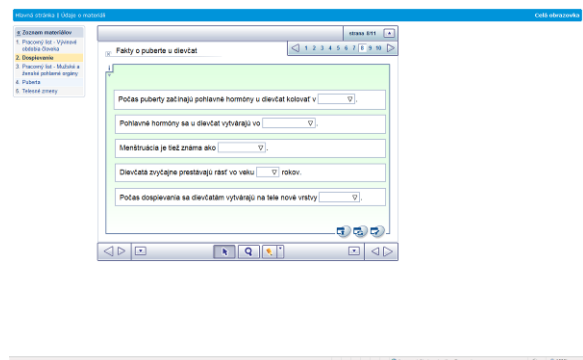 Hlavná stránka | Údaje o materiáli
Celá obrazovka
Zoznam materiálov
1. Pracovný list - Vývinové
obdobia človeka
2. Dospievanie
3. Pracovný list - Mužské a
ženské pohlavné orgány
4. Puberta
5. Telesné zmeny
strana 8/11
Fakty o puberte u dievčat
1 2 3 4 5 6 7 8 9 10
Počas puberty začínajú pohlavné hormóny u dievčat kolovať v .
Pohlavné hormóny sa u dievčat vytvárajú vo .
Menštruácia je tiež známa ako .
Dievčatá zvyčajne prestávajú rásť vo veku rokov.
Počas dospievania sa dievčatám vytvárajú na tele nové vrstvy .